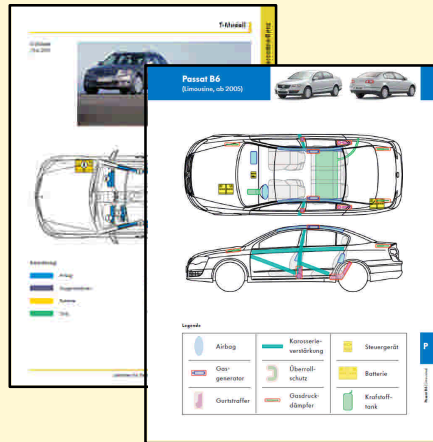 T-Modell
Passat B6
(Limousine, ab 2005)
Legende
Airbag
Karosserie-
verstärkung
Steuergerät
Gas-
generator
Überroll-
schutz
Batterie
Gurtstraffer
Gasdruck-
dämpfer
Kraftstoff-
tank
P
Airbag